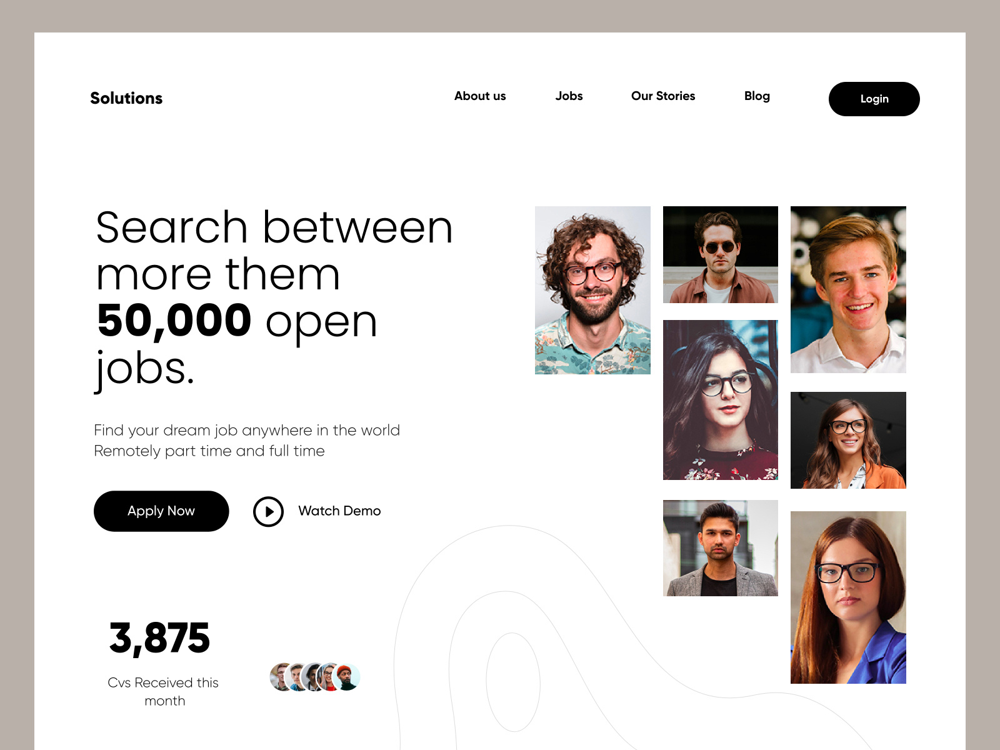 Solutions
About us
Jobs
Our Stories
Blog
Login
Search between
more them
50,000 open
jobs.
Find your dream job anywhere in the world
Remotely part time and full time
Apply Now
Watch Demo
3,875
Cvs Received this
month